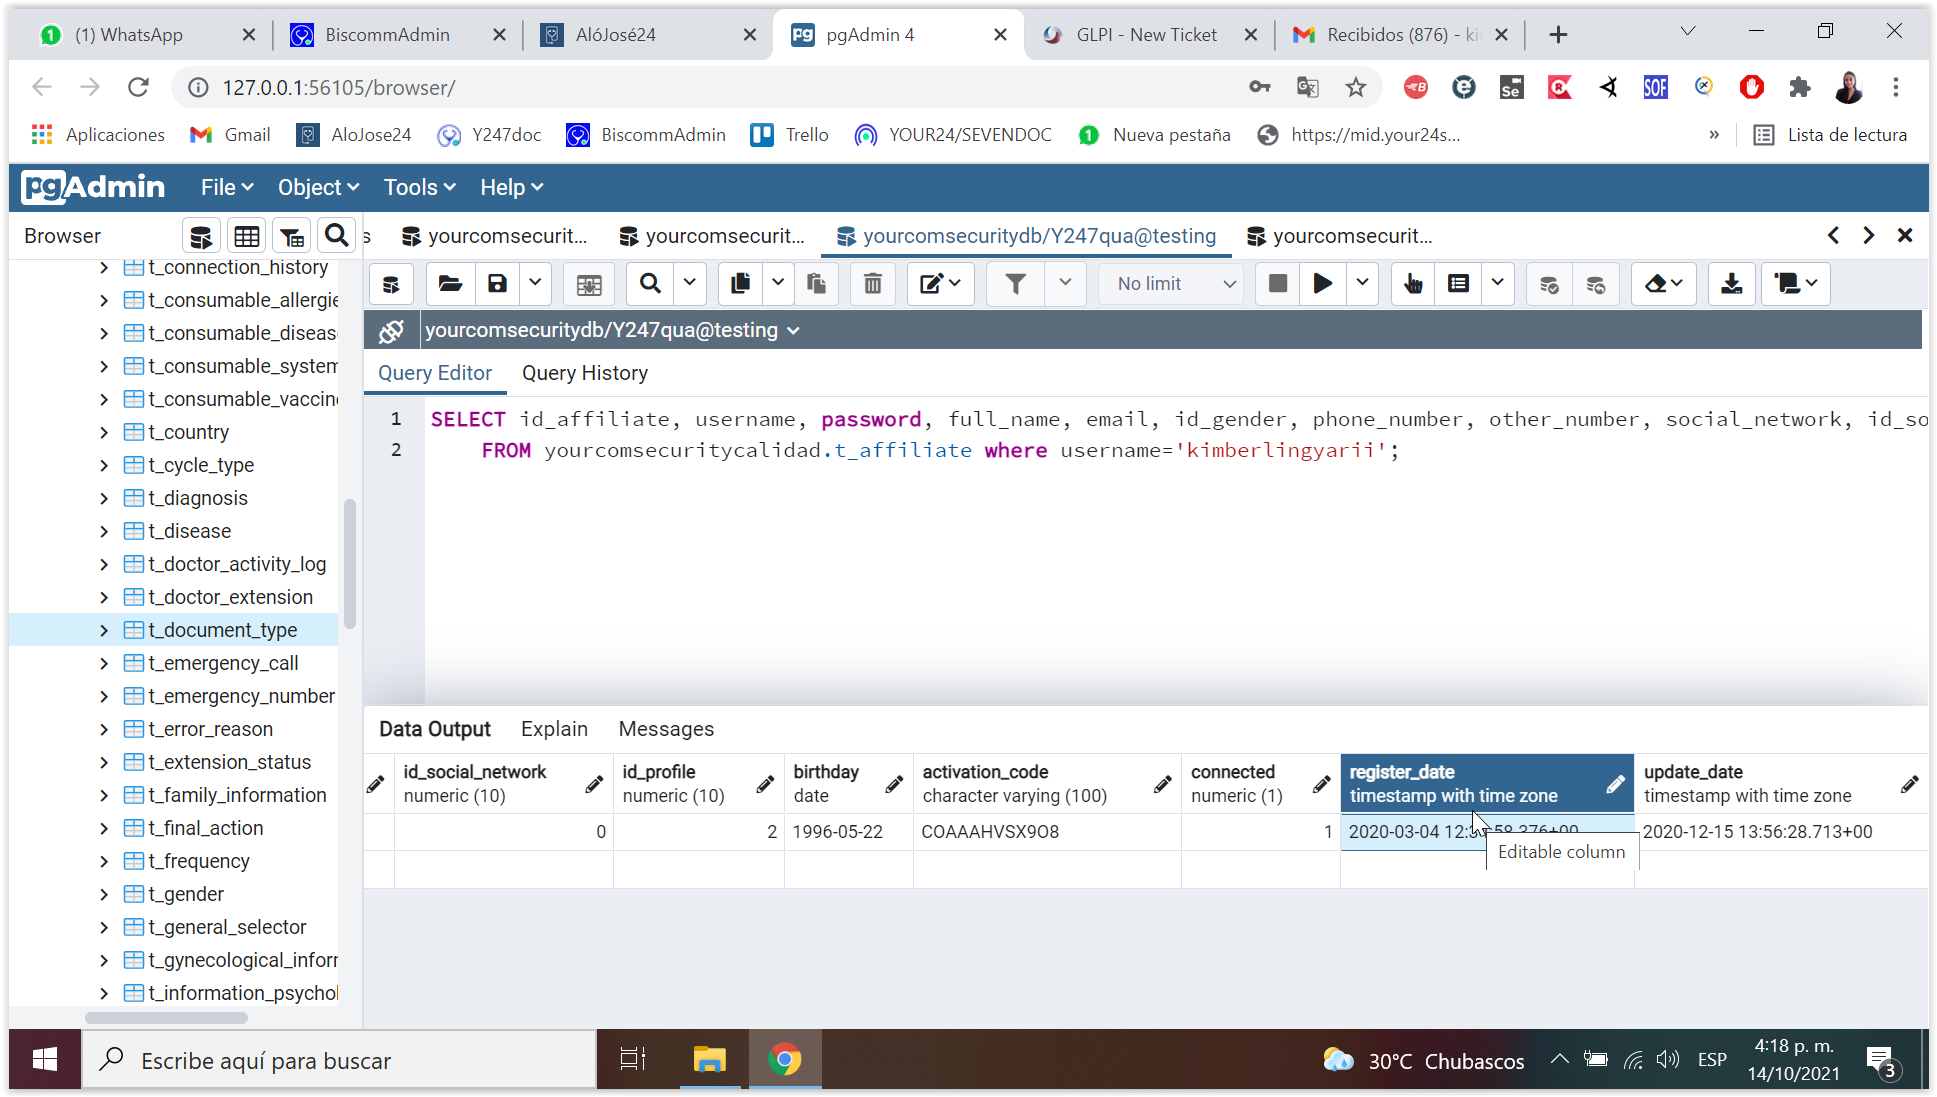 (1) WhatsApp
BiscommAdmin
AlóJosé24
pgAdmin 4
GLPI - New Ticket
Recibidos (876) - ki
127.0.0.1:56105/browser/
Aplicaciones
Gmail
AloJose24
Y247doc
BiscommAdmin
Trello
YOUR24/SEVENDOC
Nueva pestaña
https://mid.your24s...
»
Lista de lectura
pgAdmin
File
Object
Tools
Help
Browser
s
yourcomsecurit...
yourcomsecurit...
yourcomsecuritydb/Y247qua@testing
yourcomsecurit...
No limit
yourcomsecuritydb/Y247qua@testing
Query Editor
Query History
1 SELECT id_affiliate, username, password, full_name, email, id_gender, phone_number, other_number, social_network, id_so
2 FROM yourcomsecuritycalidad.t_affiliate where username='kimberlingyarii';
t_connection_history
t_consumable_allergie
t_consumable_diseas
t_consumable_system
t_consumable_vaccin
t_country
t_cycle_type
t_diagnosis
t_disease
t_doctor_activity_log
t_doctor_extension
t_document_type
t_emergency_call
t_emergency_number
t_error_reason
t_extension_status
t_family_information
t_final_action
t_frequency
t_gender
t_general_selector
t_gynecological_infor
t_information_psychol
Data Output
Explain
Messages
id_social_network
numeric (10)
id_profile
numeric (10)
birthday
date
activation_code
character varying (100)
connected
numeric (1)
register_date
timestamp with time zone
update_date
timestamp with time zone
0
2
1996-05-22
COAAAHVSX9O8
1
2020-03-04
2020-12-15 13:56:28.713+00
Editable column
Escribe aquí para buscar
30°C Chubascos
ESP
4:18 p. m.
14/10/2021
3
Se
SOF